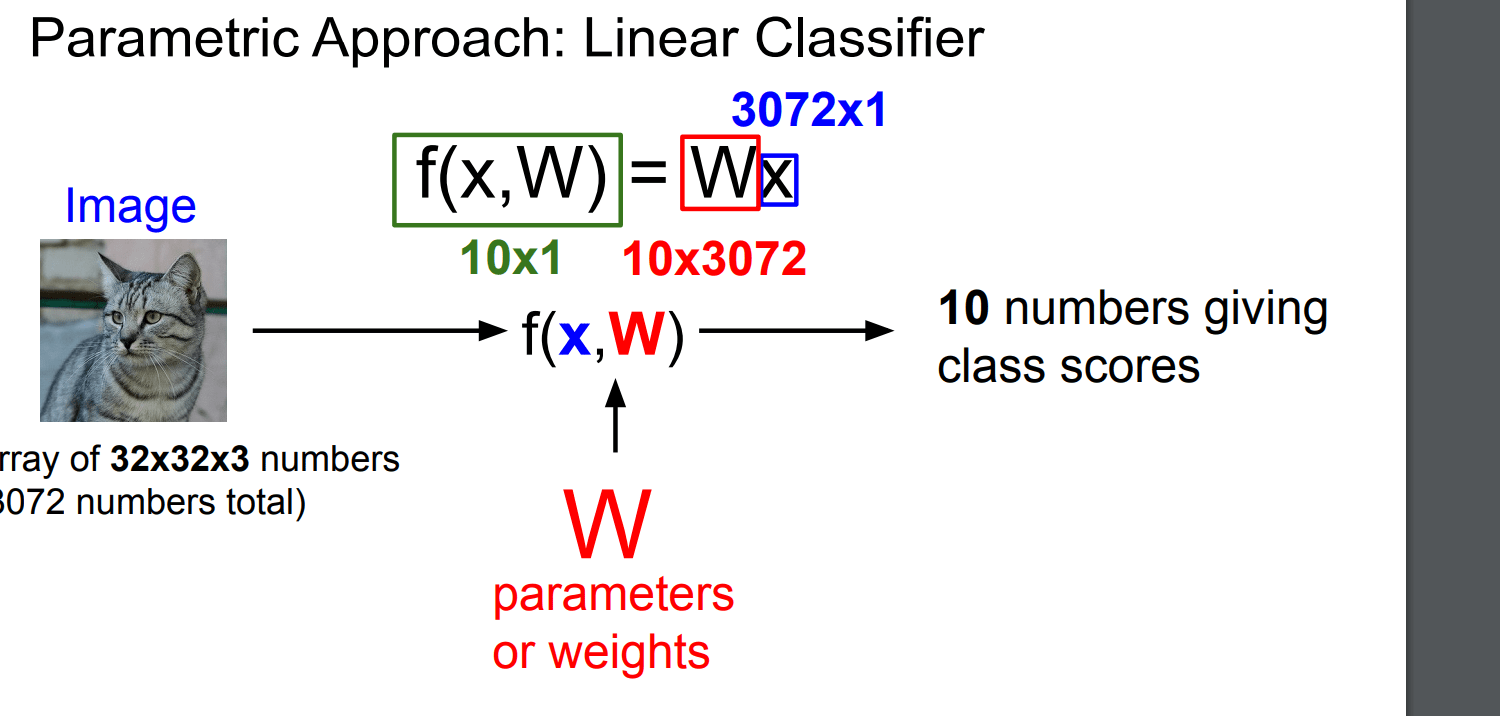 Parametric Approach: Linear Classifier
3072x1
f(x,W) = Wx
Image
10x1 10x3072
f(x,W)
10 numbers giving
class scores
rray of 32x32x3 numbers
3072 numbers total)
W
parameters
or weights